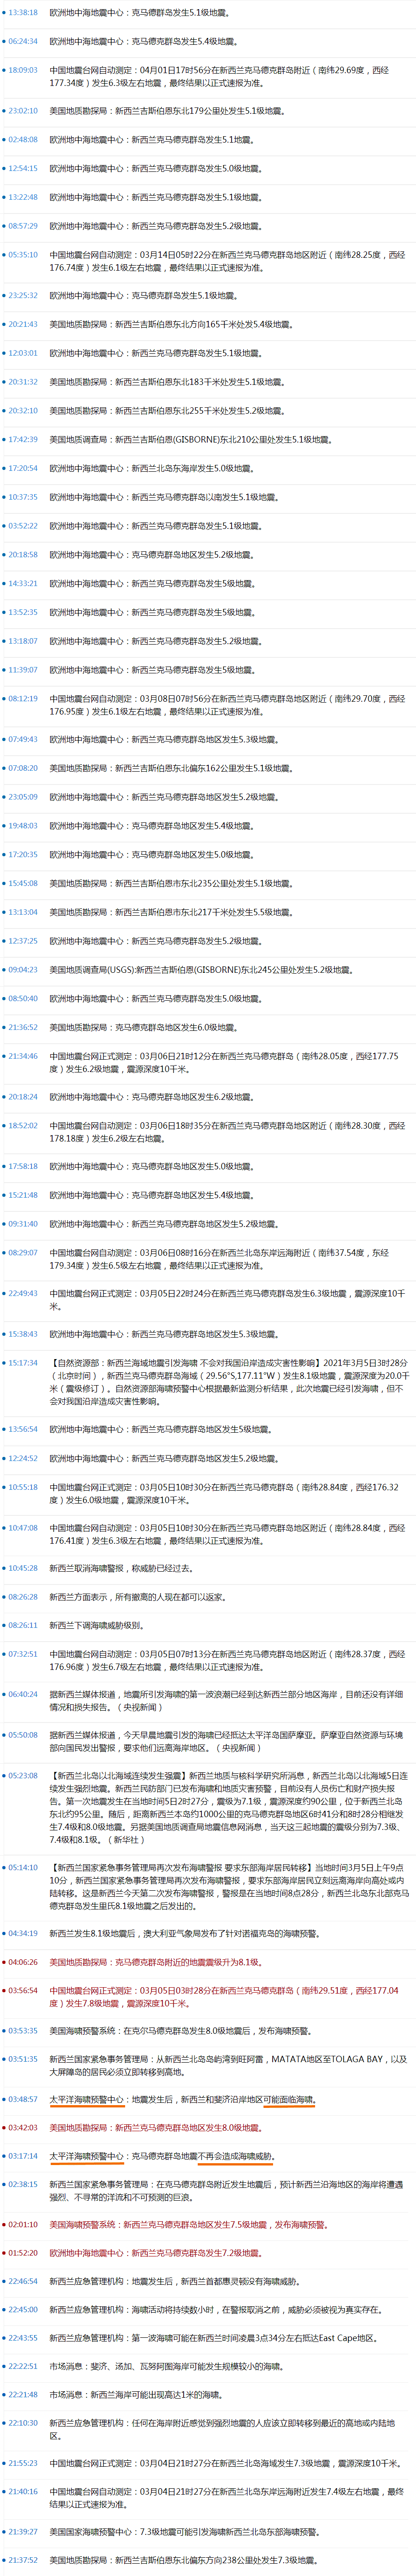 13:38:18 欧洲地中海地震中心：克马德群岛发生5.1级地震。
06:24:34 欧洲地中海地震中心：克马德克群岛发生5.4级地震。
18:09:03 中国地震台网自动测定：04月01日17时56分在新西兰克马德克群岛附近（南纬29.69度，西经
177.34度）发生6.3级左右地震，最终结果以正式速报为准。
23:02:10 美国地质勘探局：新西兰吉斯伯恩东北179公里处发生5.1级地震。
02:48:08 欧洲地中海地震中心：新西兰克马德克群岛发生5.1地震。
12:54:15 欧洲地中海地震中心：新西兰克马德克群岛发生5.0级地震。
13:22:48 欧洲地中海地震中心：新西兰克马德克群岛发生5.1级地震。
08:57:29 欧洲地中海地震中心：新西兰克马德克群岛发生5.2级地震。
05:35:10 中国地震台网自动测定：03月14日05时22分在新西兰克马德克群岛地区附近（南纬28.25度，西经
176.74度）发生6.1级左右地震，最终结果以正式速报为准。
23:25:32 欧洲地中海地震中心：克马德克群岛发生5.1级地震。
20:21:43 美国地质勘探局：新西兰吉斯伯恩东北方向165千米处发5.4级地震。
12:03:01 欧洲地中海地震中心：新西兰克马德克群岛发生5.1级地震。
20:31:32 美国地质勘探局：新西兰吉斯伯恩东北183千米处发生5.1级地震。
20:32:10 美国地质勘探局：新西兰吉斯伯恩东北255千米处发生5.2级地震。
17:42:39 美国地质调查局：新西兰吉斯伯恩(GISBORNE)东北210公里处发生5.1级地震。
17:20:54 欧洲地中海地震中心：新西兰北岛东海岸发生5.0级地震。
10:37:35 欧洲地中海地震中心：新西兰克马德克群岛以南发生5.1级地震。
03:52:22 欧洲地中海地震中心：新西兰克马德克群岛发生5.1级地震。
20:18:58 欧洲地中海地震中心：克马德克群岛地区发生5.2级地震。
14:33:21 欧洲地中海地震中心：新西兰克马德克群岛发生5级地震。
13:52:35 欧洲地中海地震中心：新西兰克马德克群岛发生5级地震。
13:18:07 欧洲地中海地震中心：新西兰克马德克群岛发生5.2级地震。
11:39:07 欧洲地中海地震中心：新西兰克马德克群岛发生5级地震。
08:12:19 中国地震台网自动测定：03月08日07时56分在新西兰克马德克群岛地区附近（南纬29.70度，西经
176.95度）发生6.1级左右地震，最终结果以正式速报为准。
07:49:43 欧洲地中海地震中心：新西兰克马德克群岛地区发生5.3级地震。
07:08:20 美国地质勘探局：新西兰吉斯伯恩东北偏东162公里发生5.1级地震。
23:05:09 欧洲地中海地震中心：新西兰克马德克群岛地区发生5.2级地震。
19:48:03 欧洲地中海地震中心：克马德克群岛地区发生5.4级地震。
17:20:35 欧洲地中海地震中心：克马德克群岛地区发生5.0级地震。
15:45:08 美国地质勘探局：新西兰吉斯伯恩市东北235公里处发生5.1级地震。
13:13:04 美国地质勘探局：新西兰吉斯伯恩市东北217千米处发生5.5级地震。
12:37:25 欧洲地中海地震中心：新西兰克马德克群岛发生5.2级地震。
09:04:23 美国地质调查局(USGS):新西兰吉斯伯恩(GISBORNE)东北245公里处发生5.2级地震。
08:50:40 欧洲地中海地震中心：新西兰克马德克群岛发生5.0级地震。
21:36:52 美国地质勘探局：克马德克群岛地区发生6.0级地震。
21:34:46 中国地震台网正式测定：03月06日21时12分在新西兰克马德克群岛（南纬28.05度，西经177.75
度）发生6.2级地震，震源深度10千米。
20:18:24 欧洲地中海地震中心：克马德克群岛地区发生6.2级地震。
18:52:02 中国地震台网自动测定：03月06日18时35分在新西兰克马德克群岛地区附近（南纬28.30度，西经
178.18度）发生6.2级左右地震。
17:58:18 欧洲地中海地震中心：克马德克群岛地区发生5.0级地震。
15:21:48 欧洲地中海地震中心：克马德克群岛地区发生5.4级地震。
09:31:40 欧洲地中海地震中心：新西兰克马德克群岛地区发生5.2级地震。
08:29:07 中国地震台网自动测定：03月06日08时16分在新西兰北岛东岸远海附近（南纬37.54度，东经
179.34度）发生6.5级左右地震，最终结果以正式速报为准。
22:49:43 中国地震台网正式测定：03月05日22时24分在新西兰克马德克群岛发生6.3级地震，震源深度10千
米。
15:38:43 欧洲地中海地震中心：新西兰克马德克群岛地区发生5.3级地震。
15:17:34 【自然资源部：新西兰海域地震引发海啸 不会对我国沿岸造成灾害性影响】2021年3月5日3时28分
（北京时间），新西兰克马德克群岛海域（29.56°S,177.11°W）发生8.1级地震，震源深度为20.0千
米（震级修订）。自然资源部海啸预警中心根据最新监测分析结果，此次地震已经引发海啸，但不
会对我国沿岸造成灾害性影响。
13:56:54 欧洲地中海地震中心：新西兰克马德克群岛地区发生5级地震。
12:24:52 欧洲地中海地震中心：新西兰克马德克群岛地区发生5.2级地震。
10:55:18 中国地震台网正式测定：03月05日10时30分在新西兰克马德克群岛（南纬28.84度，西经176.32
度）发生6.0级地震，震源深度10千米。
10:47:08 中国地震台网自动测定：03月05日10时30分在新西兰克马德克群岛地区附近（南纬28.84度，西经
176.41度）发生6.3级左右地震，最终结果以正式速报为准。
10:45:28 新西兰取消海啸警报，称威胁已经过去。
08:26:28 新西兰方面表示，所有撤离的人现在都可以返家。
08:26:11 新西兰下调海啸威胁级别。
07:32:51 中国地震台网自动测定：03月05日07时13分在新西兰克马德克群岛地区附近（南纬28.37度，西经
176.96度）发生6.7级左右地震，最终结果以正式速报为准。
06:40:24 据新西兰媒体报道，地震所引发海啸的第一波浪潮已经到达新西兰部分地区海岸，目前还没有详细
情况和损失报告。（央视新闻）
05:50:08 据新西兰媒体报道，今天早晨地震引发的海啸已经抵达太平洋岛国萨摩亚。萨摩亚自然资源与环境
部向国民发出警报，要求他们远离海岸地区。（央视新闻）
05:23:08 【新西兰北岛以北海域连续发生强震】新西兰地质与核科学研究所消息，新西兰北岛以北海域5日连
续发生强烈地震。新西兰民防部门已发布海啸和地质灾害预警，目前没有人员伤亡和财产损失报
告。第一次地震发生在当地时间5日2时27分，震级为7.1级，震源深度约90公里，位于新西兰北岛
东北约95公里。随后，距离新西兰本岛约1000公里的克马德克群岛地区6时41分和8时28分相继发
生7.4级和8.0级地震。另据美国地质调查局地震信息网消息，当天这三起地震的震级分别为7.3级、
7.4级和8.1级。（新华社）
05:14:10 【新西兰国家紧急事务管理局再次发布海啸警报 要求东部海岸居民转移】当地时间3月5日上午9点
10分，新西兰国家紧急事务管理局再次发布海啸警报，要求东部海岸居民立刻远离海岸向高处或内
陆转移。这是新西兰今天第二次发布海啸警报，警报是在当地时间8点28分，新西兰北岛东北部克马
德克群岛发生里氏8.1级地震之后发出的。
04:34:19 新西兰发生8.1级地震后，澳大利亚气象局发布了针对诺福克岛的海啸预警。
04:06:26 美国地质勘探局：克马德克群岛附近的地震震级升为8.1级。
03:56:54 中国地震台网正式测定：03月05日03时28分在新西兰克马德克群岛（南纬29.51度，西经177.04
度）发生7.8级地震，震源深度10千米。
03:53:35 美国海啸预警系统：在克尔马德克群岛发生8.0级地震后，发布海啸预警。
03:51:35 新西兰国家紧急事务管理局：从新西兰北岛岛屿湾到旺阿雷，MATATA地区至TOLAGA BAY，以及
大屏障岛的居民必须立即转移到高地。
03:48:57 太平洋海啸预警中心：地震发生后，新西兰和斐济沿岸地区可能面临海啸。
03:42:03 美国地质勘探局：新西兰克马德克群岛地区发生8.0级地震。
03:17:14 太平洋海啸预警中心：克马德克群岛地震不再会造成海啸威胁。
02:38:15 新西兰国家紧急事务管理局：在克马德克群岛附近发生地震后，预计新西兰沿海地区的海岸将遭遇
强烈、不寻常的洋流和不可预测的巨浪。
02:01:10 美国海啸预警系统：新西兰克马德克群岛地区发生7.5级地震，发布海啸预警。
01:52:20 欧洲地中海地震中心：新西兰克马德克群岛发生7.2级地震。
22:46:54 新西兰应急管理机构：地震发生后，新西兰首都惠灵顿没有海啸威胁。
22:45:00 新西兰应急管理机构：海啸活动将持续数小时，在警报取消之前，威胁必须被视为真实存在。
22:43:55 新西兰应急管理机构：第一波海啸可能在新西兰时间凌晨3点34分左右抵达East Cape地区。
22:22:51 市场消息：斐济、汤加、瓦努阿图海岸可能发生规模较小的海啸。
22:21:48 市场消息：新西兰海岸可能出现高达1米的海啸。
22:10:30 新西兰应急管理机构：任何在海岸附近感觉到强烈地震的人应该立即转移到最近的高地或内陆地
区。
21:55:23 中国地震台网正式测定：03月04日21时27分在新西兰北岛海域发生7.3级地震，震源深度10千米。
21:40:16 中国地震台网自动测定：03月04日21时27分在新西兰北岛东岸远海附近发生7.4级左右地震，最终
结果以正式速报为准。
21:39:27 美国国家海啸预警中心：7.3级地震可能引发海啸新西兰北岛东部海啸预警。
21:37:52 美国地质勘探局：新西兰吉斯伯恩东北偏东方向238公里处发生7.3级地震。